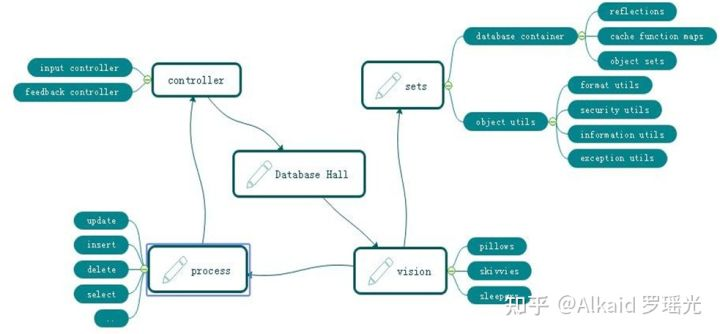 reflections
database container
cache function maps
object sets
input controller
controller
feedback controller
sets
format utils
security utils
object utils
information utils
exception utils
Database Hall
update
insert
process
delete
select
..
vision
pillows
skivvies
sleepers
知乎 @Alkaid 罗瑶光